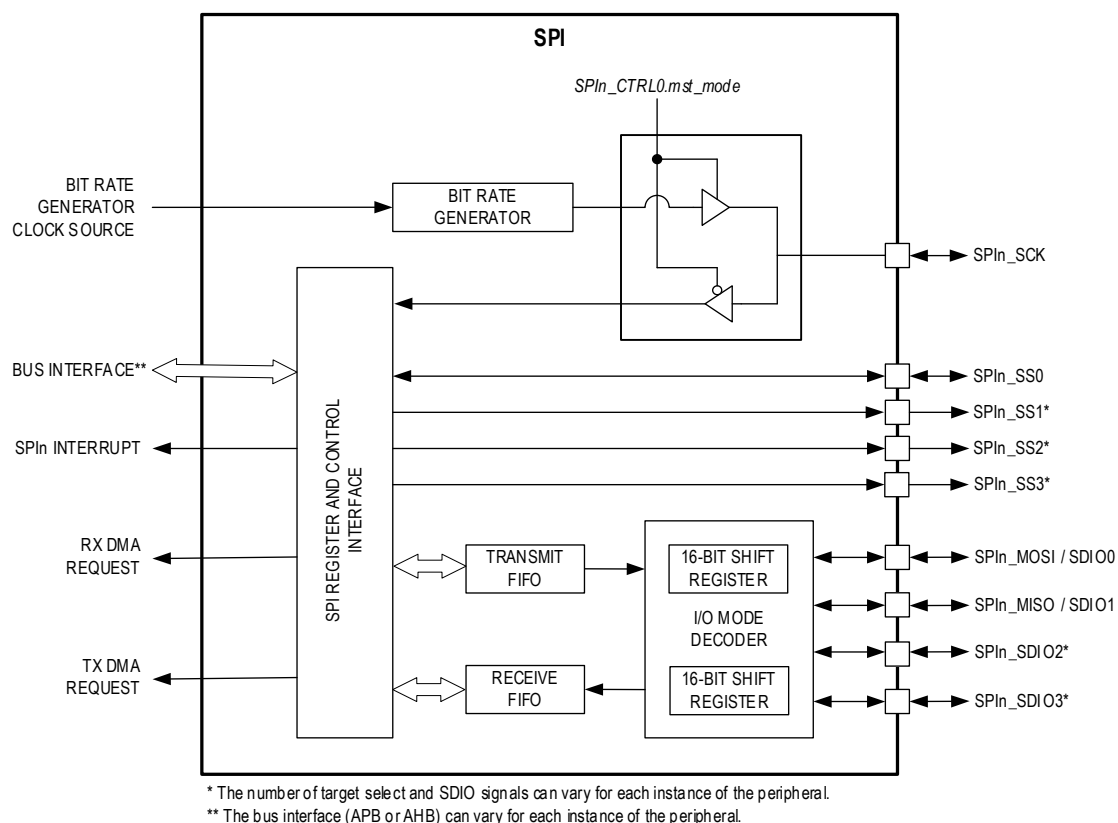 SPI
SPIn_CTRL0.mst_mode
BIT RATE
GENERATOR
CLOCK SOURCE
BIT RATE
GENERATOR
SPIn_SCK
BUS INTERFACE**
SPIn_SS0
SPIn_SS1*
SPIn INTERRUPT
SPIn_SS2*
SPIn_SS3*
SPI REGISTER AND CONTROL
INTERFACE
RX DMA
REQUEST
TRANSMIT
FIFO
16-BIT SHIFT
REGISTER
SPIn_MOSI / SDIO0
SPIn_MISO / SDIO1
I/O MODE
DECODER
SPIn_SDIO2*
TX DMA
REQUEST
RECEIVE
FIFO
16-BIT SHIFT
REGISTER
SPIn_SDIO3*
* The number of target select and SDIO signals can vary for each instance of the peripheral.
** The bus interface (APB or AHB) can vary for each instance of the peripheral.